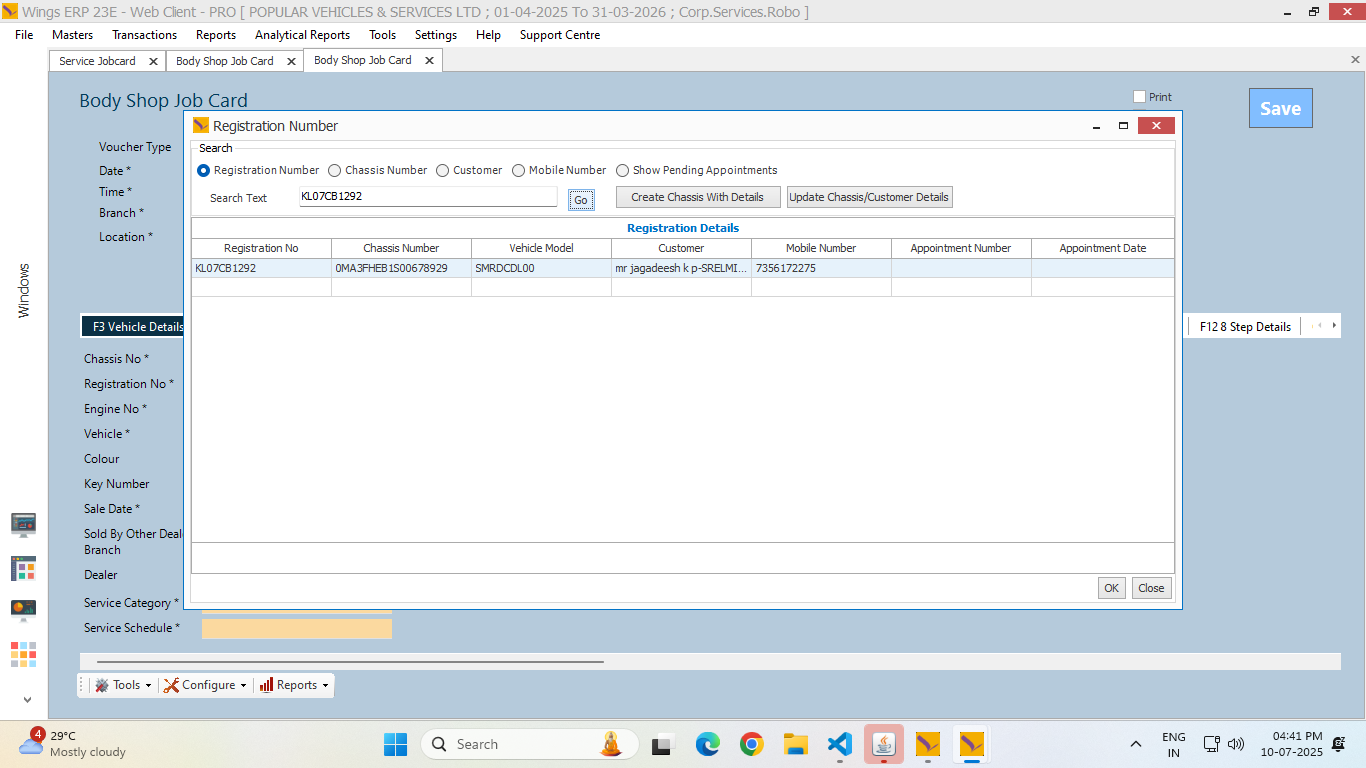 Wings ERP 23E - Web Client - PRO [ POPULAR VEHICLES & SERVICES LTD ; 01-04-2025 To 31-03-2026 ; Corp.Services.Robo ]
File Masters Transactions Reports Analytical Reports Tools Settings Help Support Centre
Service Jobcard Body Shop Job Card Body Shop Job Card
Body Shop Job Card
Print
Save
Voucher Type
Date *
Time *
Branch *
Location *
Windows
Registration Number
Search
Registration Number Chassis Number Customer Mobile Number Show Pending Appointments
Search Text KL07CB1292 Go Create Chassis With Details Update Chassis/Customer Details
Registration Details
Registration No Chassis Number Vehicle Model Customer Mobile Number Appointment Number Appointment Date
KL07CB1292 0MA3FHEB1S00678929 SMRDCDL00 mr jagadeesh k p-SRELMI... 7356172275
OK Close
F3 Vehicle Details
F12 8 Step Details
Chassis No *
Registration No *
Engine No *
Vehicle *
Colour
Key Number
Sale Date *
Sold By Other Deal
Branch
Dealer
Service Category *
Service Schedule *
Tools Configure Reports
4
29°C
Mostly cloudy
Search
ENG
IN
04:41 PM
10-07-2025